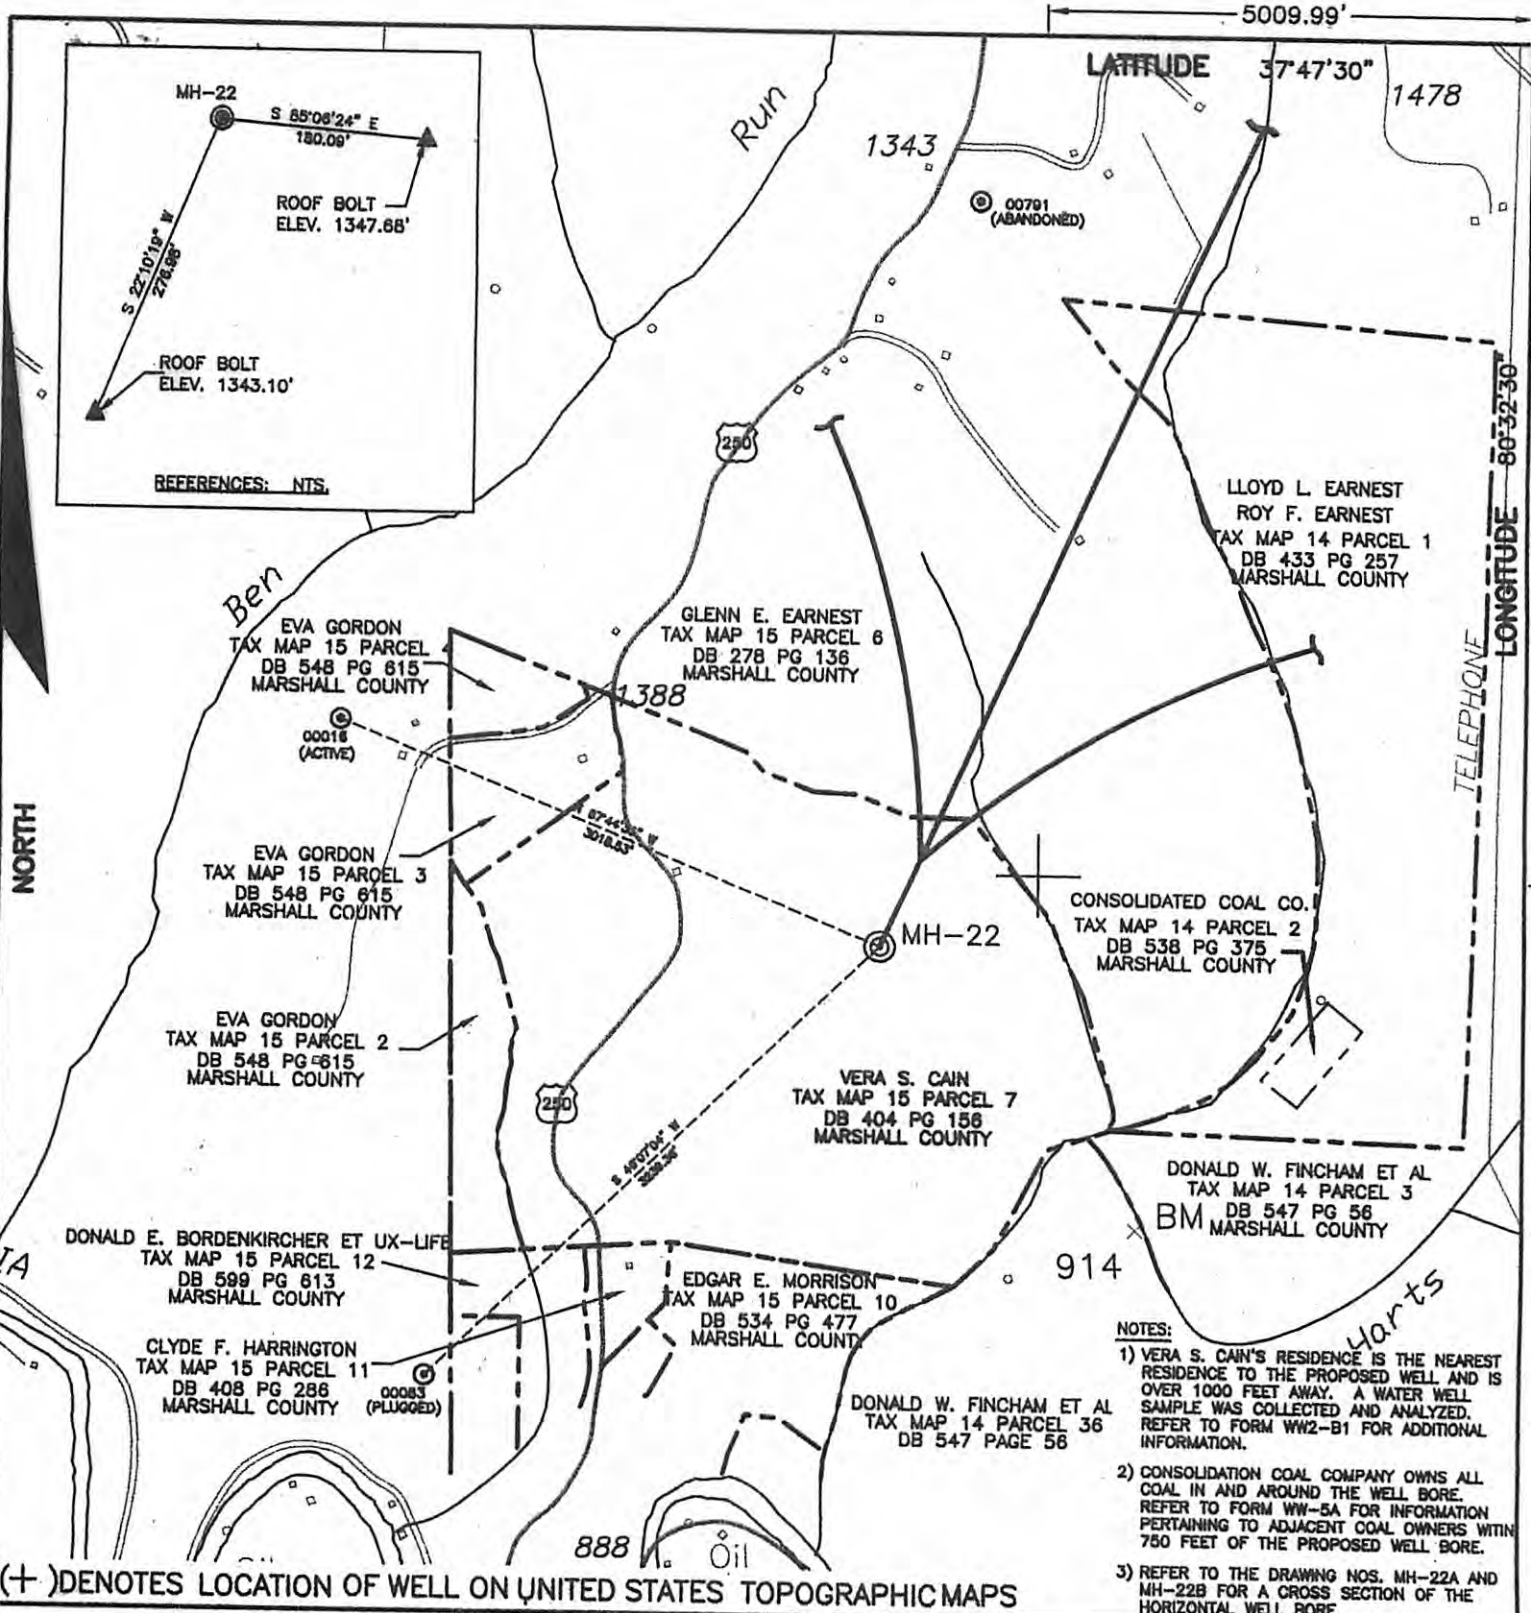 5009.99'
LATITUDE 37°47'30"
1478
MH-22
S 85°06'24" E
180.09'
ROOF BOLT
ELEV. 1347.68'
S 22°10'19" W
276.96'
ROOF BOLT
ELEV. 1343.10'
REFERENCES: NTS.
Run
1343
00791
(ABANDONED)
250
LONGITUDE 80°32'30"
LLOYD L. EARNEST
ROY F. EARNEST
TAX MAP 14 PARCEL 1
DB 433 PG 257
MARSHALL COUNTY
Ben
GLENN E. EARNEST
TAX MAP 15 PARCEL 6
DB 278 PG 136
MARSHALL COUNTY
EVA GORDON
TAX MAP 15 PARCEL 4
DB 548 PG 615
MARSHALL COUNTY
1388
00016
(ACTIVE)
TELEPHONE
NORTH
W
3018.53'
EVA GORDON
TAX MAP 15 PARCEL 3
DB 548 PG 615
MARSHALL COUNTY
MH-22
CONSOLIDATED COAL CO.
TAX MAP 14 PARCEL 2
DB 538 PG 375
MARSHALL COUNTY
EVA GORDON
TAX MAP 15 PARCEL 2
DB 548 PG 615
MARSHALL COUNTY
250
VERA S. CAIN
TAX MAP 15 PARCEL 7
DB 404 PG 156
MARSHALL COUNTY
S W
DONALD W. FINCHAM ET AL
TAX MAP 14 PARCEL 3
DB 547 PG 56
MARSHALL COUNTY
BM
914
DONALD E. BORDENKIRCHER ET UX-LIFE
TAX MAP 15 PARCEL 12
DB 599 PG 613
MARSHALL COUNTY
EDGAR E. MORRISON
TAX MAP 15 PARCEL 10
DB 534 PG 477
MARSHALL COUNTY
CLYDE F. HARRINGTON
TAX MAP 15 PARCEL 11
DB 408 PG 286
MARSHALL COUNTY
00083
(PLUGGED)
Harts
DONALD W. FINCHAM ET AL
TAX MAP 14 PARCEL 36
DB 547 PAGE 56
NOTES:
1) VERA S. CAIN'S RESIDENCE IS THE NEAREST
RESIDENCE TO THE PROPOSED WELL AND IS
OVER 1000 FEET AWAY. A WATER WELL
SAMPLE WAS COLLECTED AND ANALYZED.
REFER TO FORM WW2-B1 FOR ADDITIONAL
INFORMATION.
2) CONSOLIDATION COAL COMPANY OWNS ALL
COAL IN AND AROUND THE WELL BORE.
REFER TO FORM WW-5A FOR INFORMATION
PERTAINING TO ADJACENT COAL OWNERS WITIN
750 FEET OF THE PROPOSED WELL BORE.
3) REFER TO THE DRAWING NOS. MH-22A AND
MH-22B FOR A CROSS SECTION OF THE
HORIZONTAL WELL BORE
888
Oil
(+)DENOTES LOCATION OF WELL ON UNITED STATES TOPOGRAPHIC MAPS